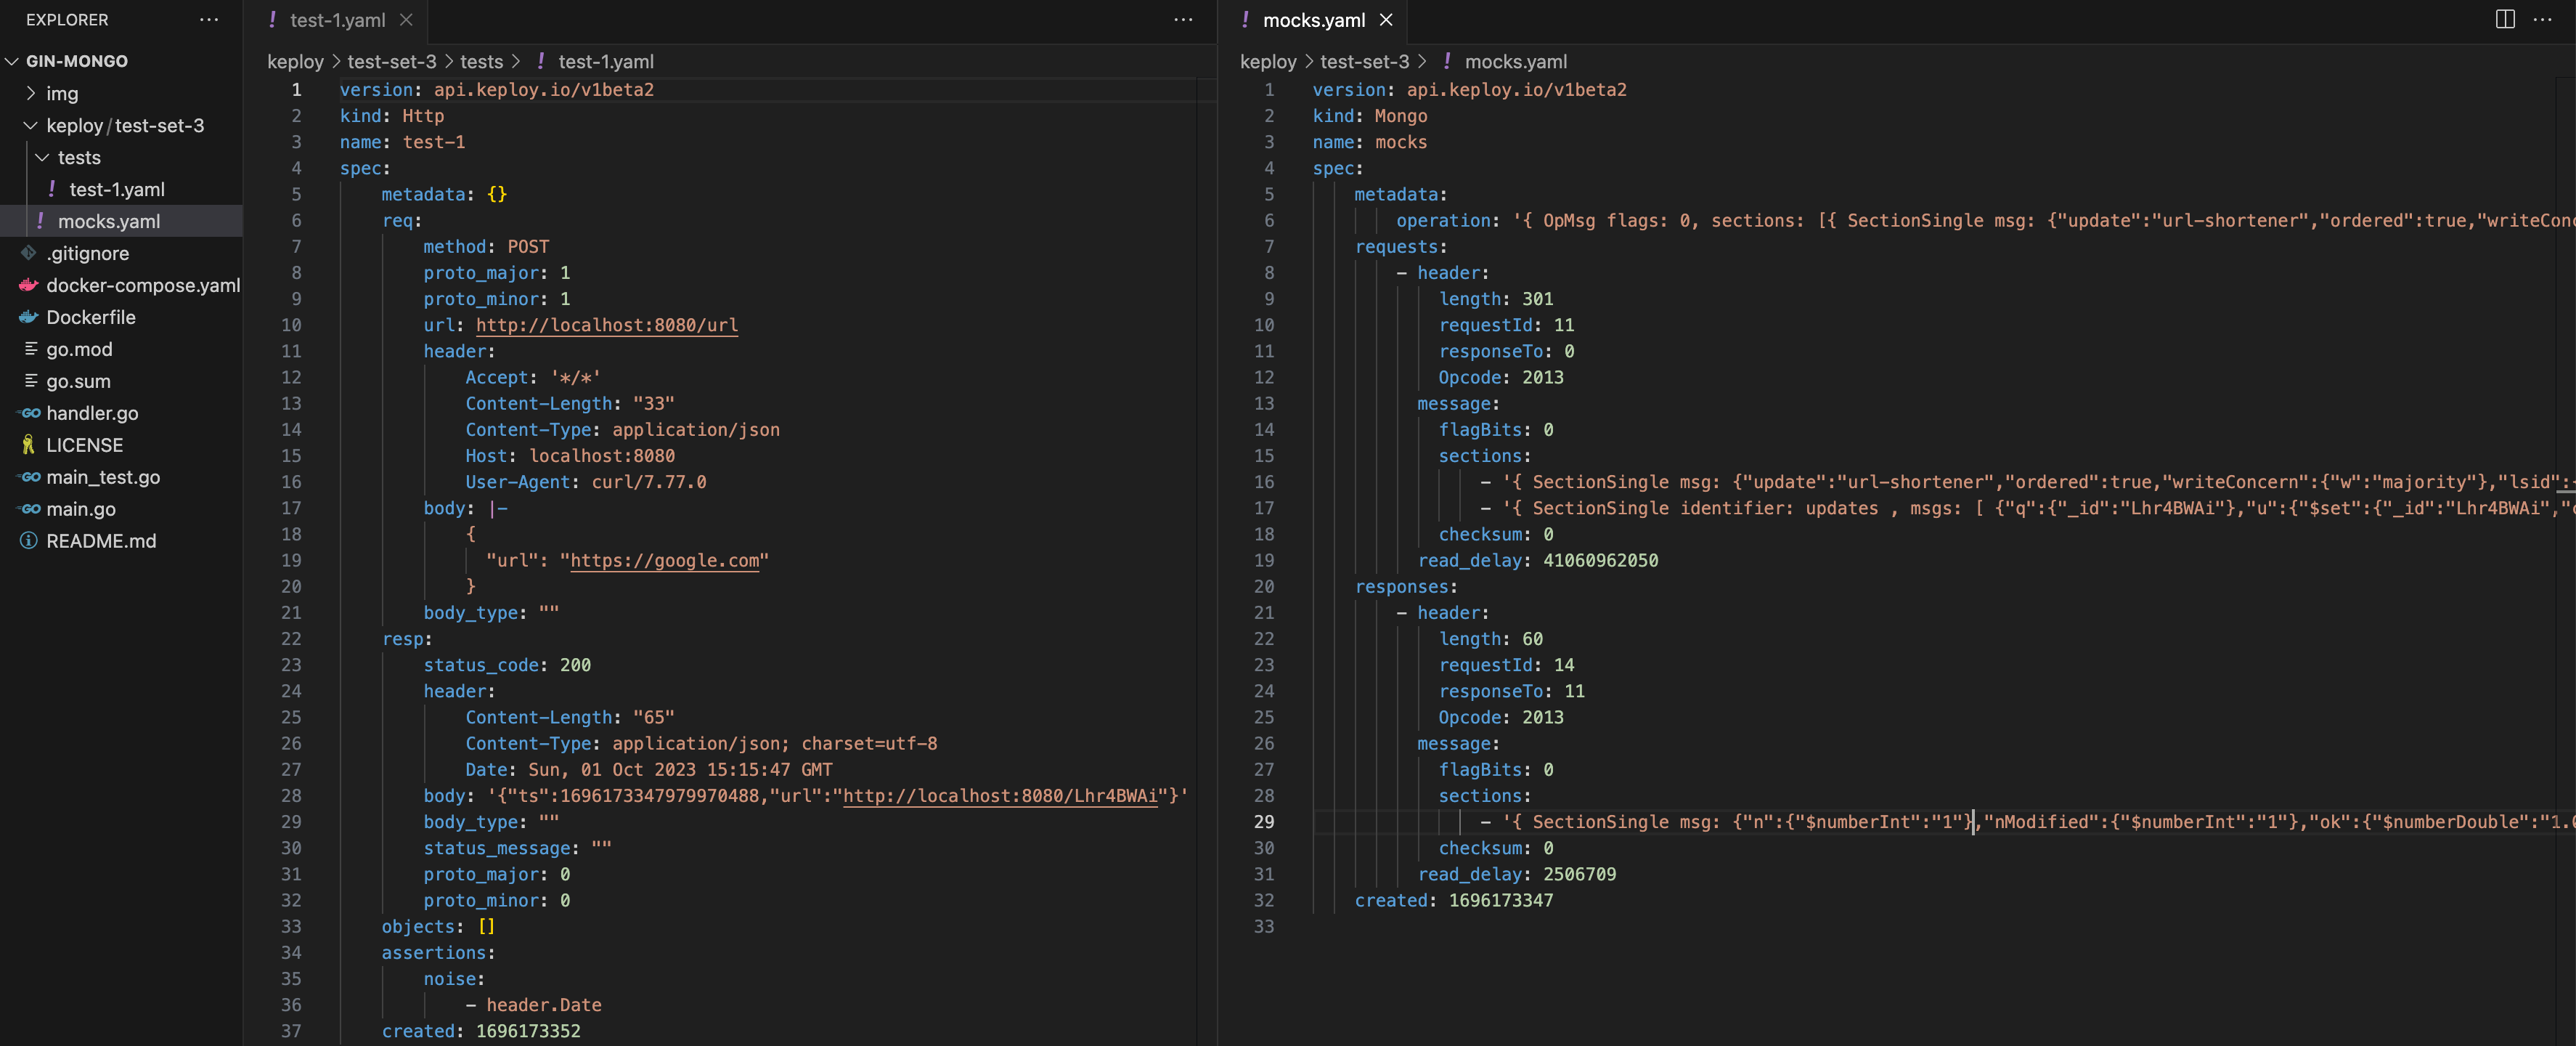 EXPLORER
GIN-MONGO
img
keploy/test-set-3
tests
test-1.yaml
mocks.yaml
.gitignore
docker-compose.yaml
Dockerfile
go.mod
go.sum
handler.go
LICENSE
main_test.go
main.go
README.md
! test-1.yaml
keploy > test-set-3 > tests > ! test-1.yaml
1 version: api.keploy.io/v1beta2
2 kind: Http
3 name: test-1
4 spec:
5 metadata: {}
6 req:
7 method: POST
8 proto_major: 1
9 proto_minor: 1
10 url: http://localhost:8080/url
11 header:
12 Accept: '*/*'
13 Content-Length: "33"
14 Content-Type: application/json
15 Host: localhost:8080
16 User-Agent: curl/7.77.0
17 body: |-
18 {
19 "url": "https://google.com"
20 }
21 body_type: ""
22 resp:
23 status_code: 200
24 header:
25 Content-Length: "65"
26 Content-Type: application/json; charset=utf-8
27 Date: Sun, 01 Oct 2023 15:15:47 GMT
28 body: '{"ts":1696173347979970488,"url":"http://localhost:8080/Lhr4BWAi"}'
29 body_type: ""
30 status_message: ""
31 proto_major: 0
32 proto_minor: 0
33 objects: []
34 assertions:
35 noise:
36 - header.Date
37 created: 1696173352
! mocks.yaml
keploy > test-set-3 > ! mocks.yaml
1 version: api.keploy.io/v1beta2
2 kind: Mongo
3 name: mocks
4 spec:
5 metadata:
6 operation: '{ OpMsg flags: 0, sections: [{ SectionSingle msg: {"update":"url-shortener","ordered":true,"writeConc
7 requests:
8 - header:
9 length: 301
10 requestId: 11
11 responseTo: 0
12 Opcode: 2013
13 message:
14 flagBits: 0
15 sections:
16 - '{ SectionSingle msg: {"update":"url-shortener","ordered":true,"writeConcern":{"w":"majority"},"lsid":{
17 - '{ SectionSingle identifier: updates , msgs: [ {"q":{"_id":"Lhr4BWAi"},"u":{"$set":{"_id":"Lhr4BWAi","c
18 checksum: 0
19 read_delay: 41060962050
20 responses:
21 - header:
22 length: 60
23 requestId: 14
24 responseTo: 11
25 Opcode: 2013
26 message:
27 flagBits: 0
28 sections:
29 - '{ SectionSingle msg: {"n":{"$numberInt":"1"},"nModified":{"$numberInt":"1"},"ok":{"$numberDouble":"1.0
30 checksum: 0
31 read_delay: 2506709
32 created: 1696173347
33